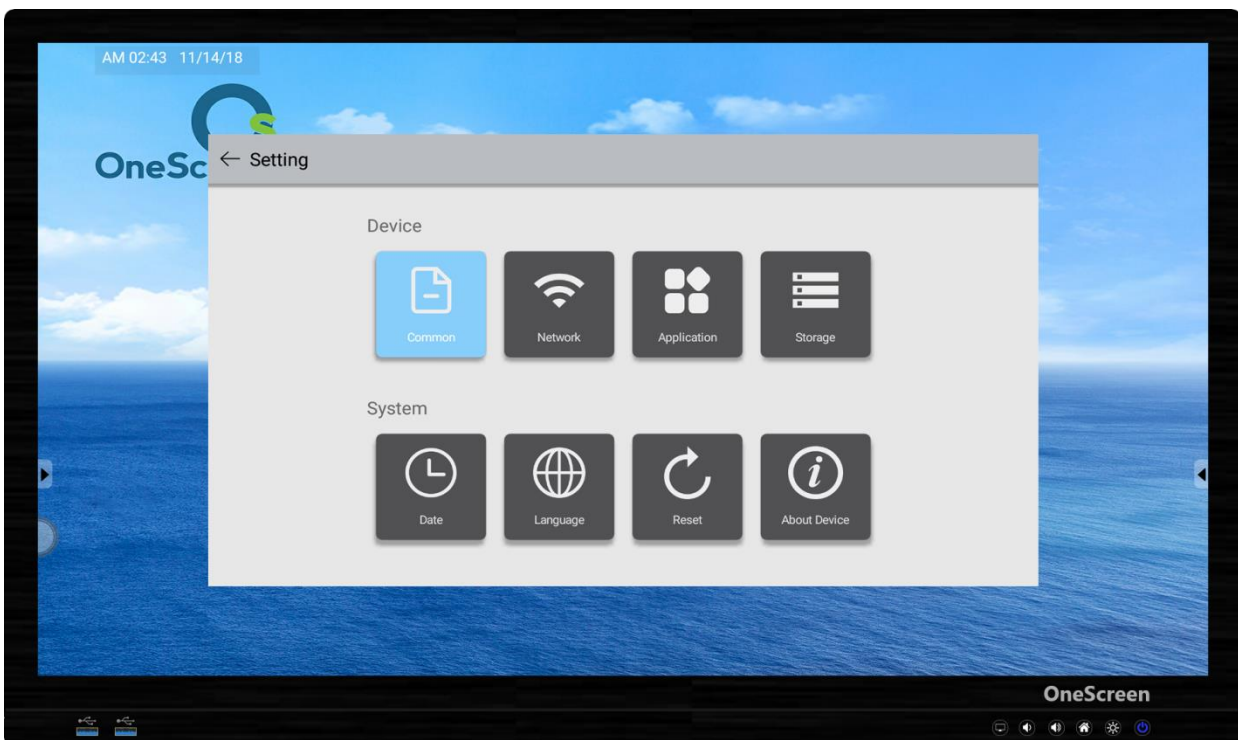 AM 02:43 11/14/18
OneSc
Setting
Device
Common
Network
Application
Storage
System
Date
Language
Reset
About Device
OneScreen